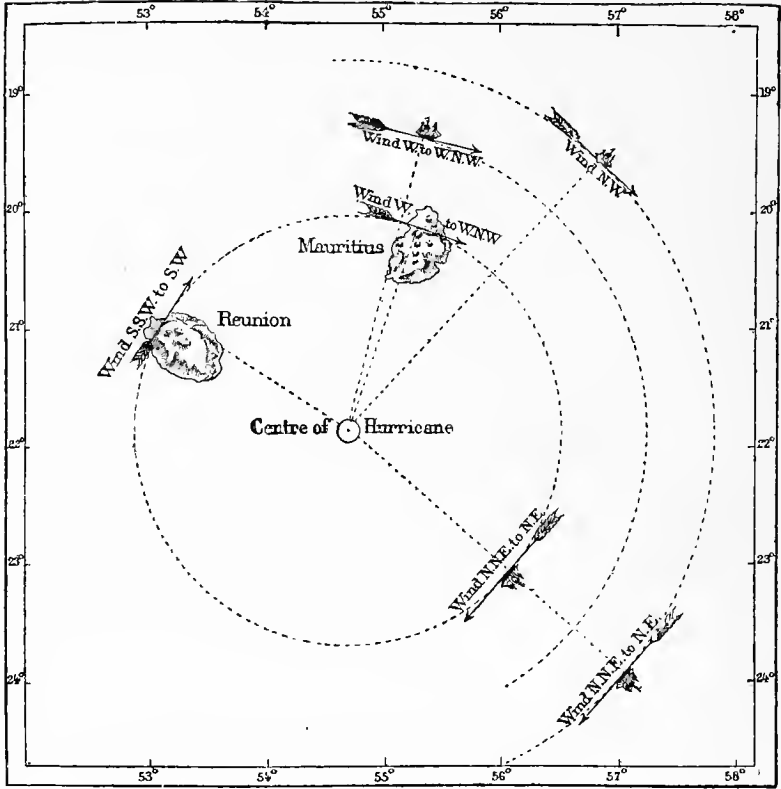 53° 54° 55° 56° 57° 58°
19° 19°
Wind W. to W.N.W.
Wind N.W.
20° 20°
Wind W. to W.N.W
Mauritius
Wind S.S.W. to S.W
Reunion
21° 21°
Centre of Hurricane
22° 22°
Wind N.N.E. to N.E.
23° 23°
Wind N.N.E. to N.E.
24° 24°
53° 54° 55° 56° 57° 58°